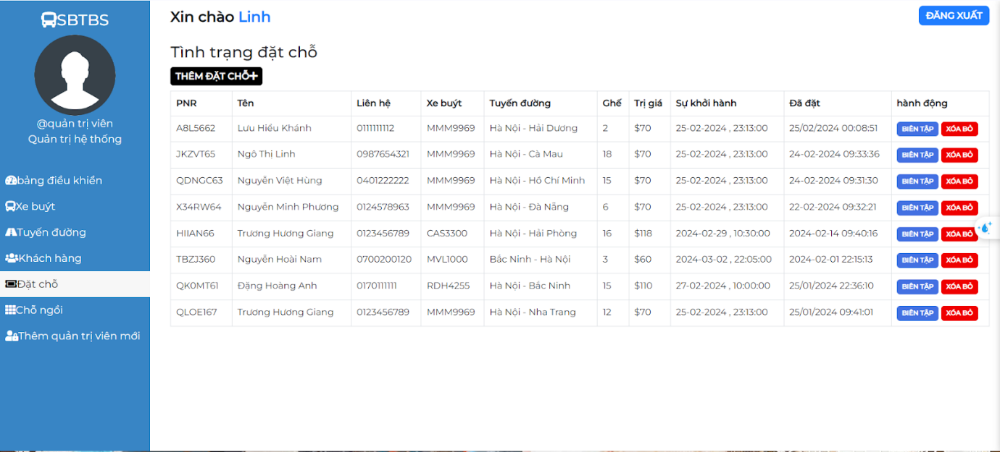 SBTBS
@quản trị viên
Quản trị hệ thống
bảng điều khiển
Xe buýt
Tuyến đường
Khách hàng
Đặt chỗ
Chỗ ngồi
Thêm quản trị viên mới
Xin chào Linh
ĐĂNG XUẤT
Tình trạng đặt chỗ
THÊM ĐẶT CHỖ+
PNR Tên Liên hệ Xe buýt Tuyến đường Ghế Trị giá Sự khởi hành Đã đặt hành động
A8L5662 Lưu Hiểu Khánh 0111111112 MMM9969 Hà Nội - Hải Dương 2 $70 25-02-2024 , 23:13:00 25/02/2024 00:08:51 BIÊN TẬP XÓA BỎ
JKZVT65 Ngô Thị Linh 0987654321 MMM9969 Hà Nội - Cà Mau 18 $70 25-02-2024 , 23:13:00 24-02-2024 09:33:36 BIÊN TẬP XÓA BỎ
QDNGC63 Nguyễn Việt Hùng 0401222222 MMM9969 Hà Nội - Hồ Chí Minh 15 $70 25-02-2024 , 23:13:00 24-02-2024 09:31:30 BIÊN TẬP XÓA BỎ
X34RW64 Nguyễn Minh Phương 0124578963 MMM9969 Hà Nội - Đà Nẵng 6 $70 25-02-2024 , 23:13:00 22-02-2024 09:32:21 BIÊN TẬP XÓA BỎ
HIIAN66 Trương Hương Giang 0123456789 CAS3300 Hà Nội - Hải Phòng 16 $118 2024-02-29 , 10:30:00 2024-02-14 09:40:16 BIÊN TẬP XÓA BỎ
TBZJ360 Nguyễn Hoài Nam 0700200120 MVL1000 Bắc Ninh - Hà Nội 3 $60 2024-03-02 , 22:05:00 2024-02-01 22:15:13 BIÊN TẬP XÓA BỎ
QK0MT61 Đặng Hoàng Anh 0170111111 RDH4255 Hà Nội - Bắc Ninh 15 $110 27-02-2024 , 10:00:00 25/01/2024 22:36:10 BIÊN TẬP XÓA BỎ
QLOE167 Trương Hương Giang 0123456789 MMM9969 Hà Nội - Nha Trang 12 $70 25-02-2024 , 23:13:00 25/01/2024 09:41:01 BIÊN TẬP XÓA BỎ